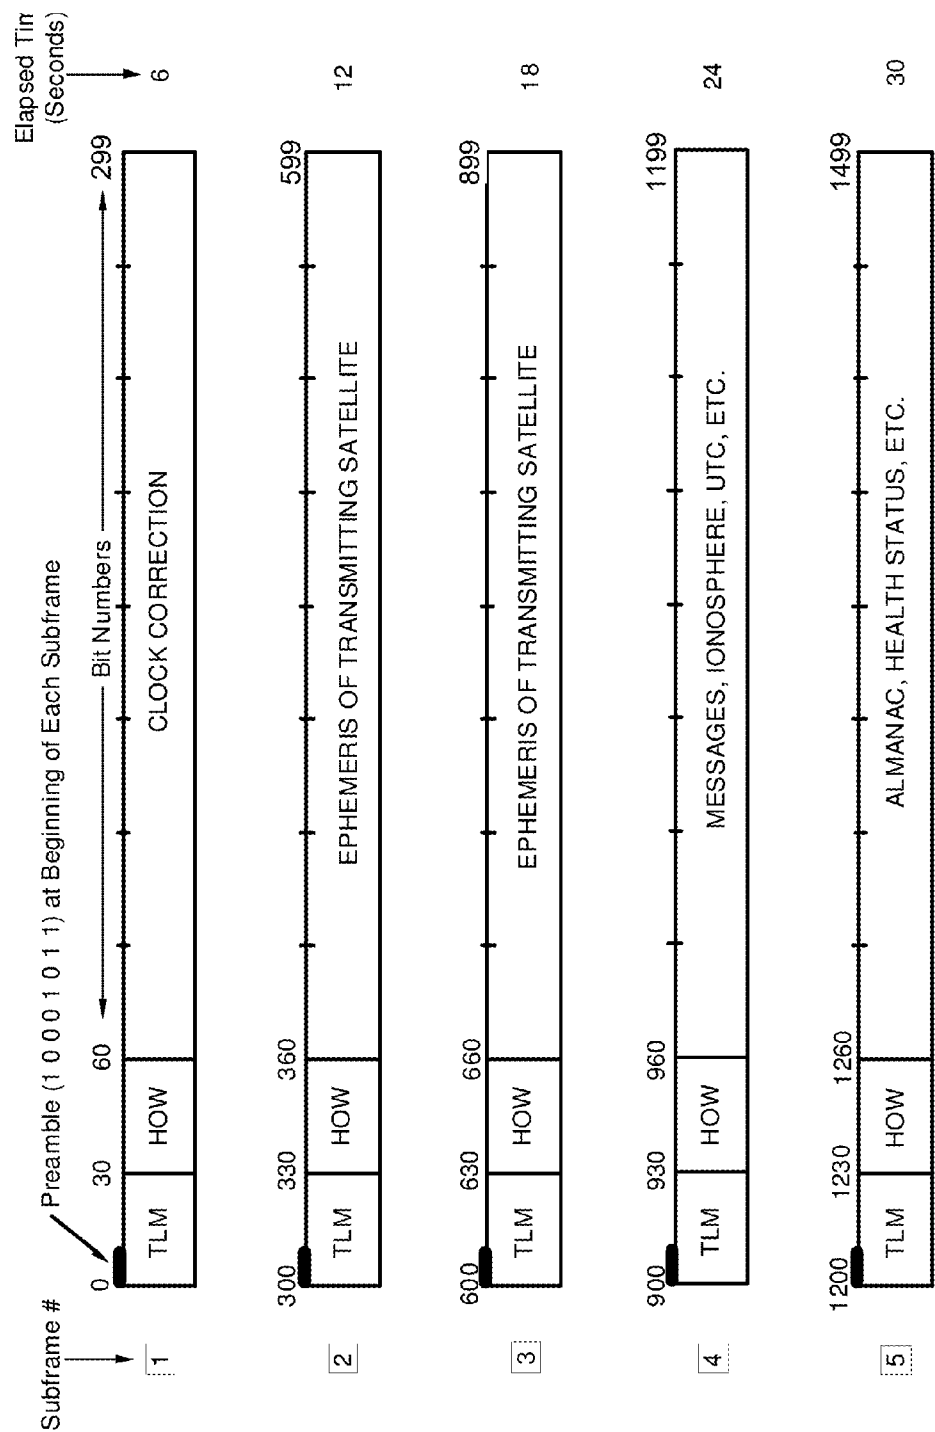 Preamble (1 0 0 0 1 0 1 1) at Beginning of Each Subframe
Elapsed Tim
(Seconds)
Subframe #
0 30 60 Bit Numbers 299
1 TLM HOW CLOCK CORRECTION 6
300 330 360 599
2 TLM HOW EPHEMERIS OF TRANSMITTING SATELLITE 12
600 630 660 899
3 TLM HOW EPHEMERIS OF TRANSMITTING SATELLITE 18
900 930 960 1199
4 TLM HOW MESSAGES, IONOSPHERE, UTC, ETC. 24
1200 1230 1260 1499
5 TLM HOW ALMANAC, HEALTH STATUS, ETC. 30